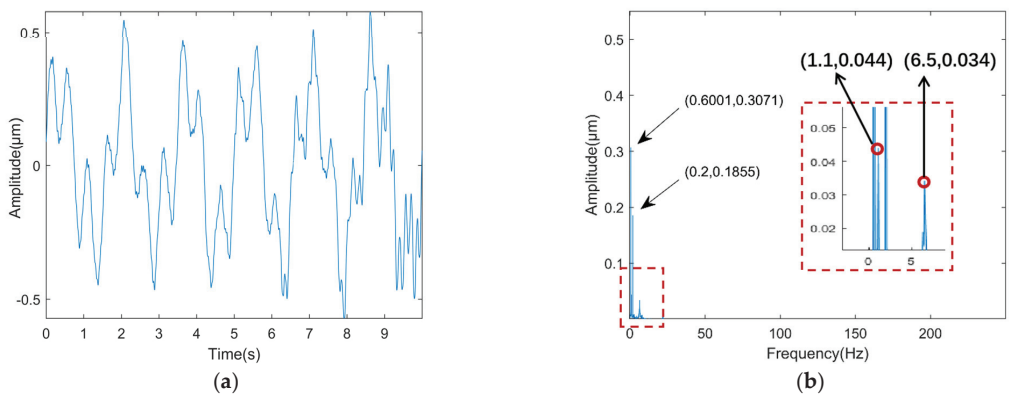 0.5
0
-0.5
Amplitude(μm)
0 1 2 3 4 5 6 7 8 9
Time(s)
(a)
0.5
0.4
0.3
0.2
0.1
Amplitude(μm)
0 50 100 150 200
Frequency(Hz)
(0.6001,0.3071)
(0.2,0.1855)
(1.1,0.044) (6.5,0.034)
0.05
0.04
0.03
0.02
0 5
(b)